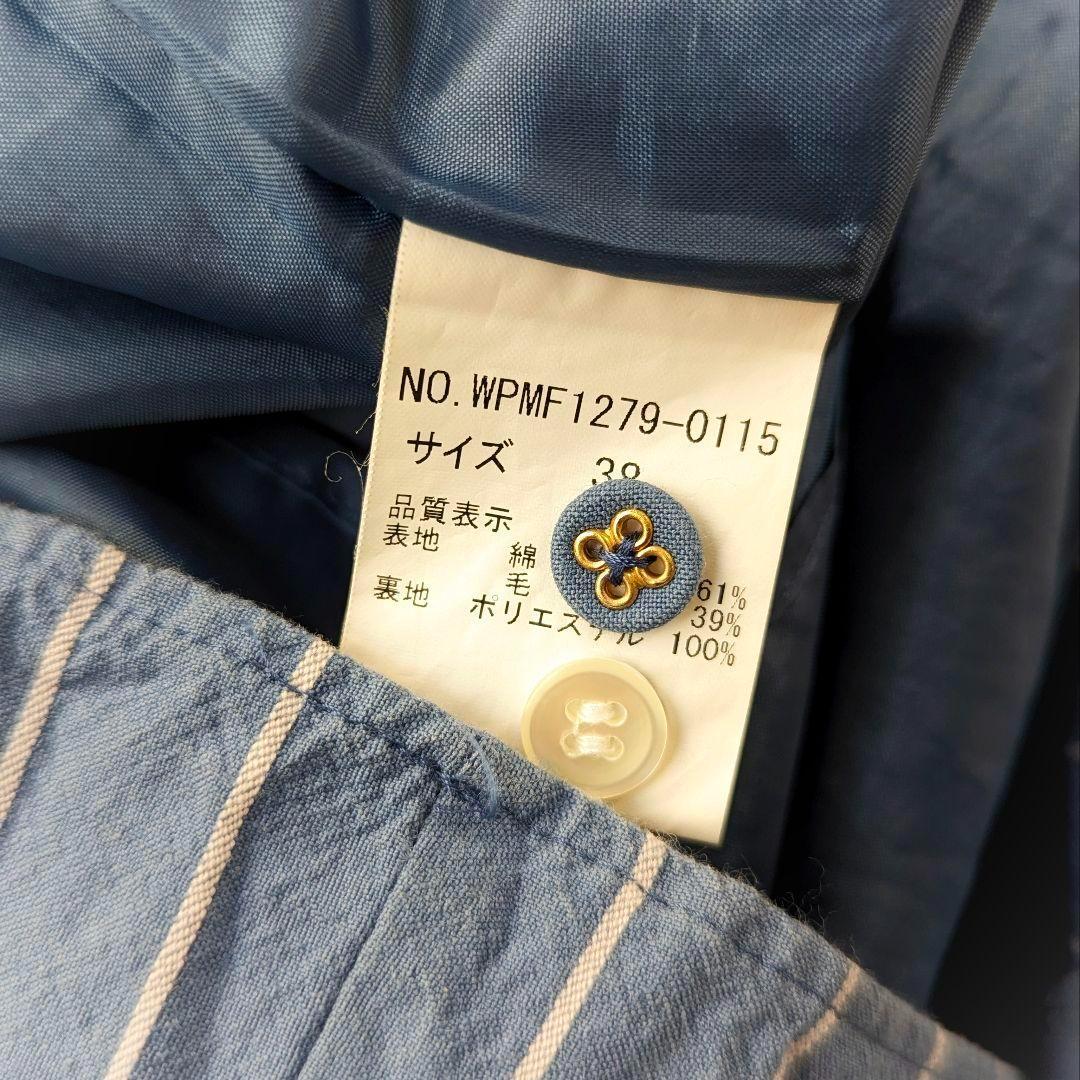 NO. WPMF1279-0115
サイズ 38
品質表示
表地 綿 61%
毛 39%
裏地 ポリエステル 100%